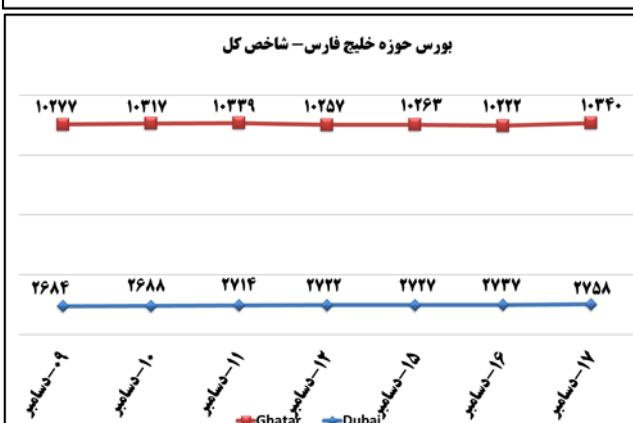 بورس حوزه خلیج فارس – شاخص کل
۱۰۲۷۷ ۱۰۳۱۷ ۱۰۳۳۹ ۱۰۲۵۷ ۱۰۲۶۳ ۱۰۲۲۲ ۱۰۳۴۰
۲۶۸۴ ۲۶۸۸ ۲۷۱۴ ۲۷۲۲ ۲۷۲۷ ۲۷۳۷ ۲۷۵۸
۰۹-دسامبر ۱۰-دسامبر ۱۱-دسامبر ۱۲-دسامبر ۱۵-دسامبر ۱۶-دسامبر ۱۷-دسامبر
Ghatar Dubai